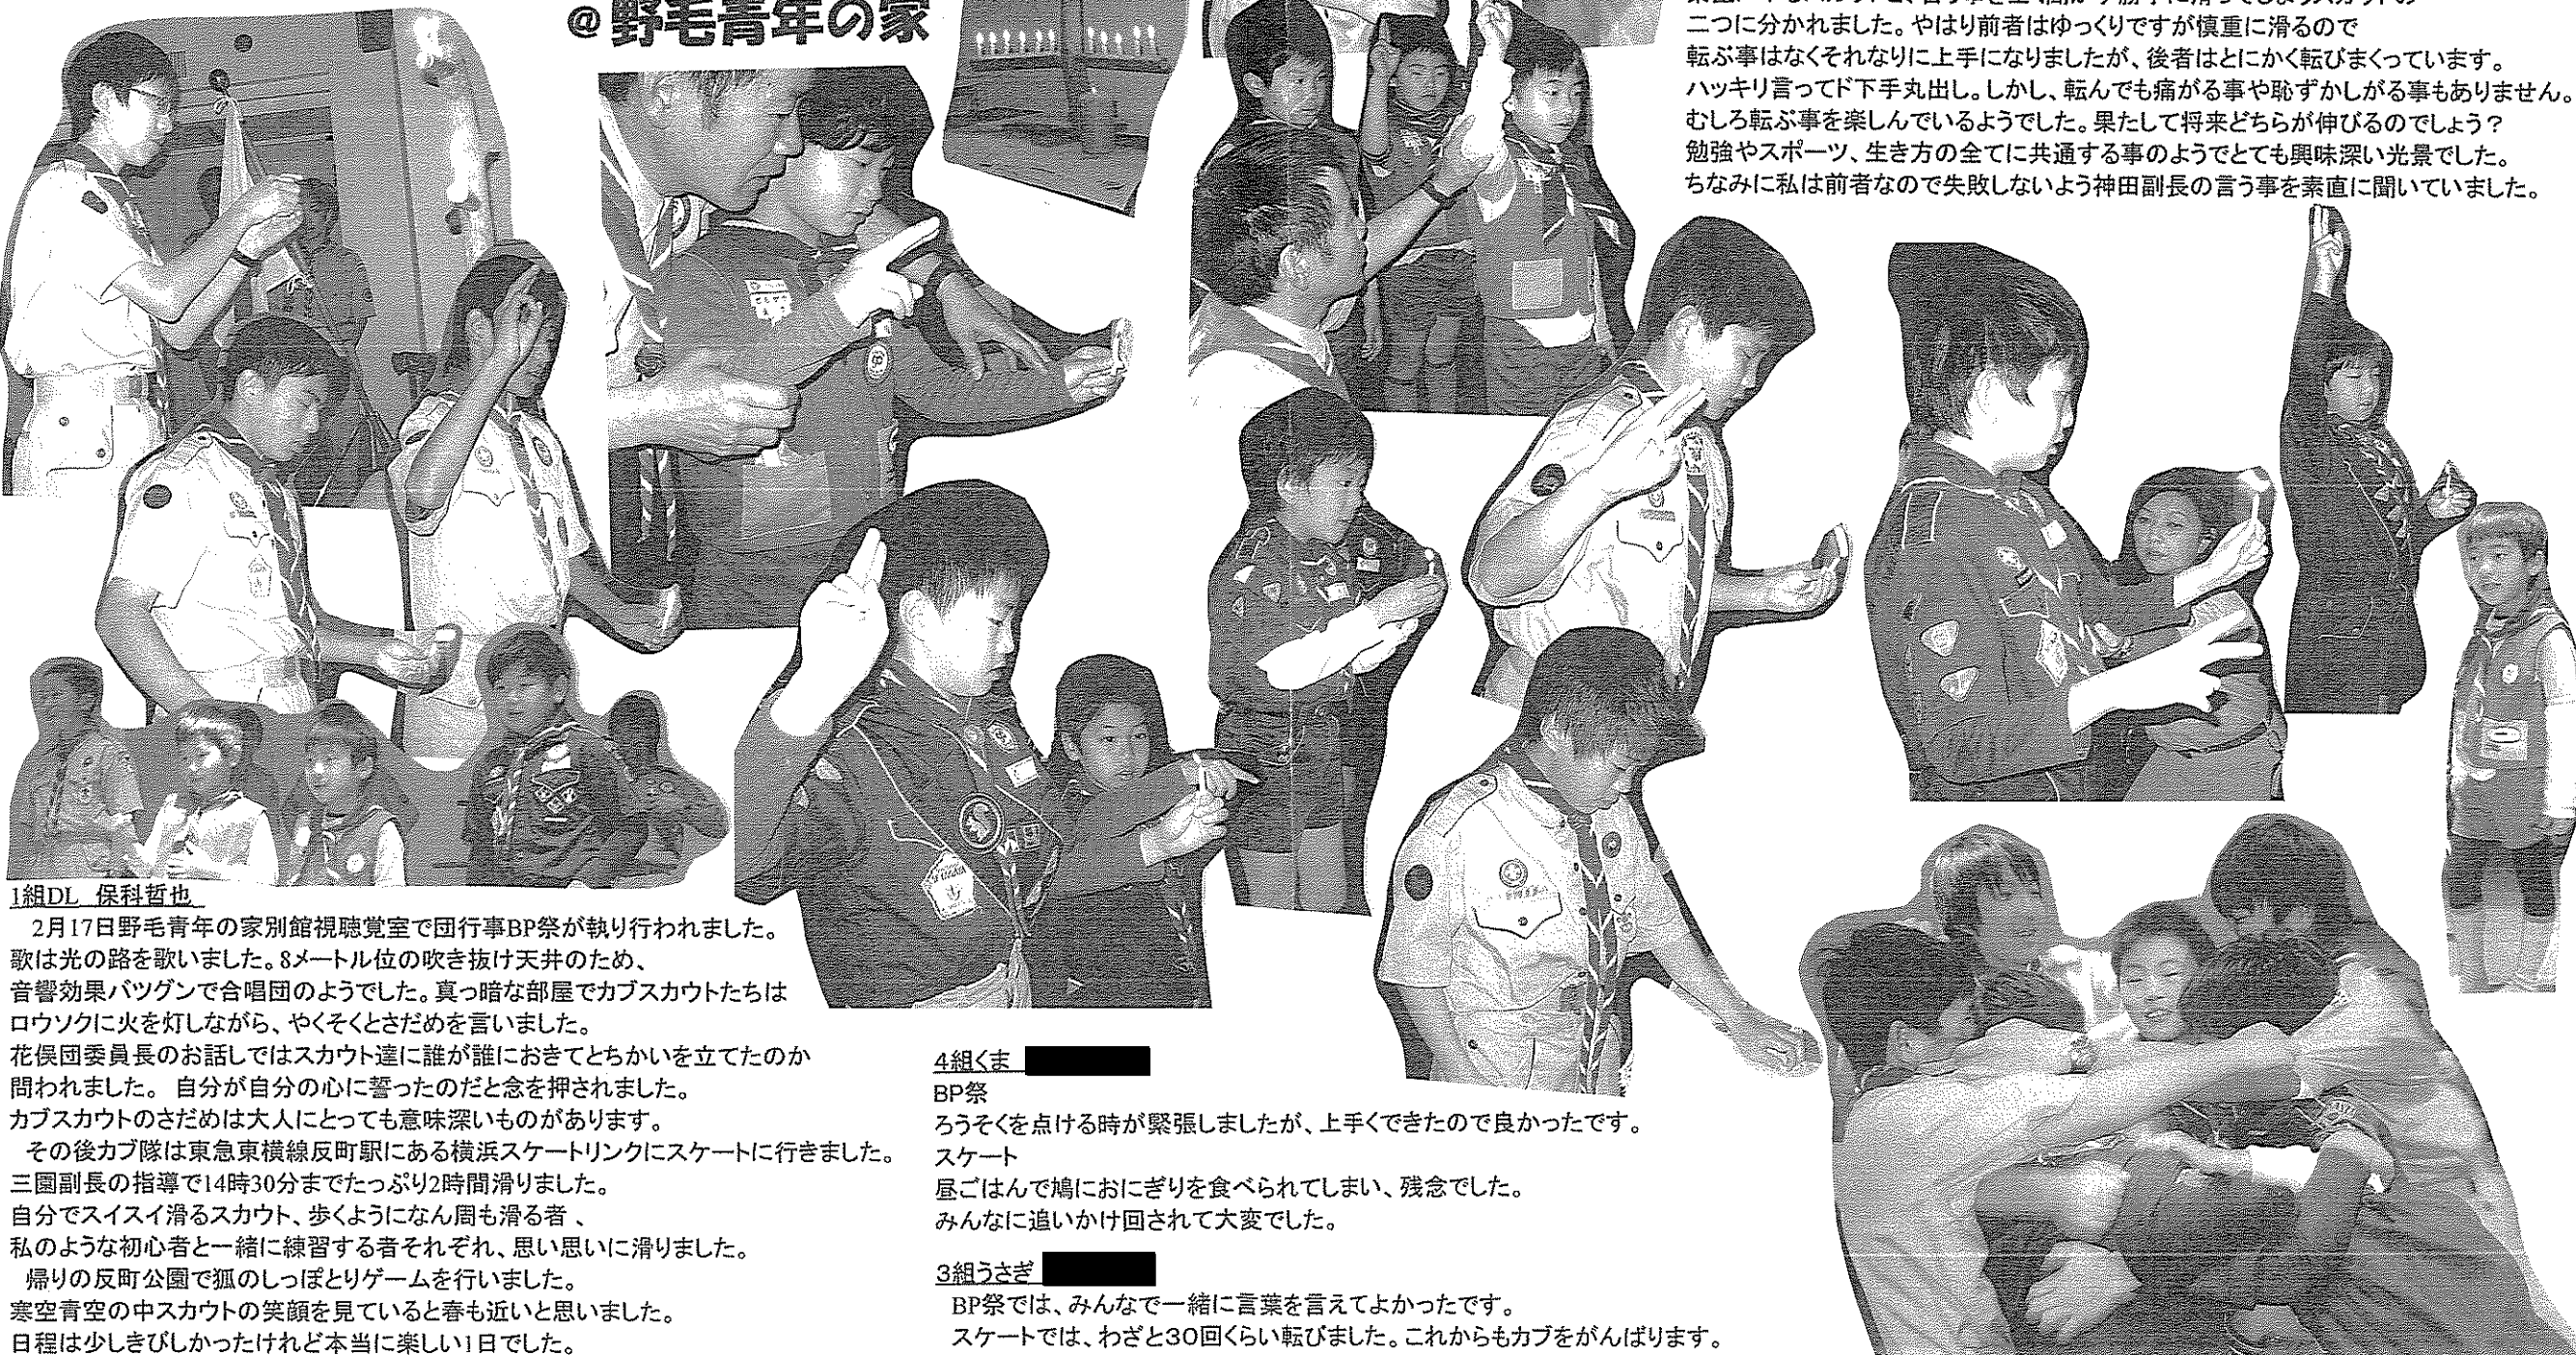 @野毛青年の家
二つに分かれました。やはり前者はゆっくりですが慎重に滑るので
転ぶ事はなくそれなりに上手になりましたが、後者はとにかく転びまくっています。
ハッキリ言ってド下手丸出し。しかし、転んでも痛がる事や恥ずかしがる事もありません。
むしろ転ぶ事を楽しんでいるようでした。果たして将来どちらが伸びるのでしょう?
勉強やスポーツ、生き方の全てに共通する事のようでとても興味深い光景でした。
ちなみに私は前者なので失敗しないよう神田副長の言う事を素直に聞いていました。
1組DL 保科哲也
2月17日野毛青年の家別館視聴覚室で団行事BP祭が執り行われました。
歌は光の路を歌いました。8メートル位の吹き抜け天井のため、
音響効果バツグンで合唱団のようでした。真っ暗な部屋でカブスカウトたちは
ロウソクに火を灯しながら、やくそくとさだめを言いました。
花俣団委員長のお話しではスカウト達に誰が誰におきてとちかいを立てたのか
問われました。 自分が自分の心に誓ったのだと念を押されました。
カブスカウトのさだめは大人にとっても意味深いものがあります。
その後カブ隊は東急東横線反町駅にある横浜スケートリンクにスケートに行きました。
三園副長の指導で14時30分までたっぷり2時間滑りました。
自分でスイスイ滑るスカウト、歩くようになん周も滑る者 、
私のような初心者と一緒に練習する者それぞれ、思い思いに滑りました。
帰りの反町公園で狐のしっぽとりゲームを行いました。
寒空青空の中スカウトの笑顔を見ていると春も近いと思いました。
日程は少しきびしかったけれど本当に楽しい1日でした。
4組くま
BP祭
ろうそくを点ける時が緊張しましたが、上手くできたので良かったです。
スケート
昼ごはんで鳩におにぎりを食べられてしまい、残念でした。
みんなに追いかけ回されて大変でした。
3組うさぎ
BP祭では、みんなで一緒に言葉を言えてよかったです。
スケートでは、わざと30回くらい転びました。これからもカブをがんばります。